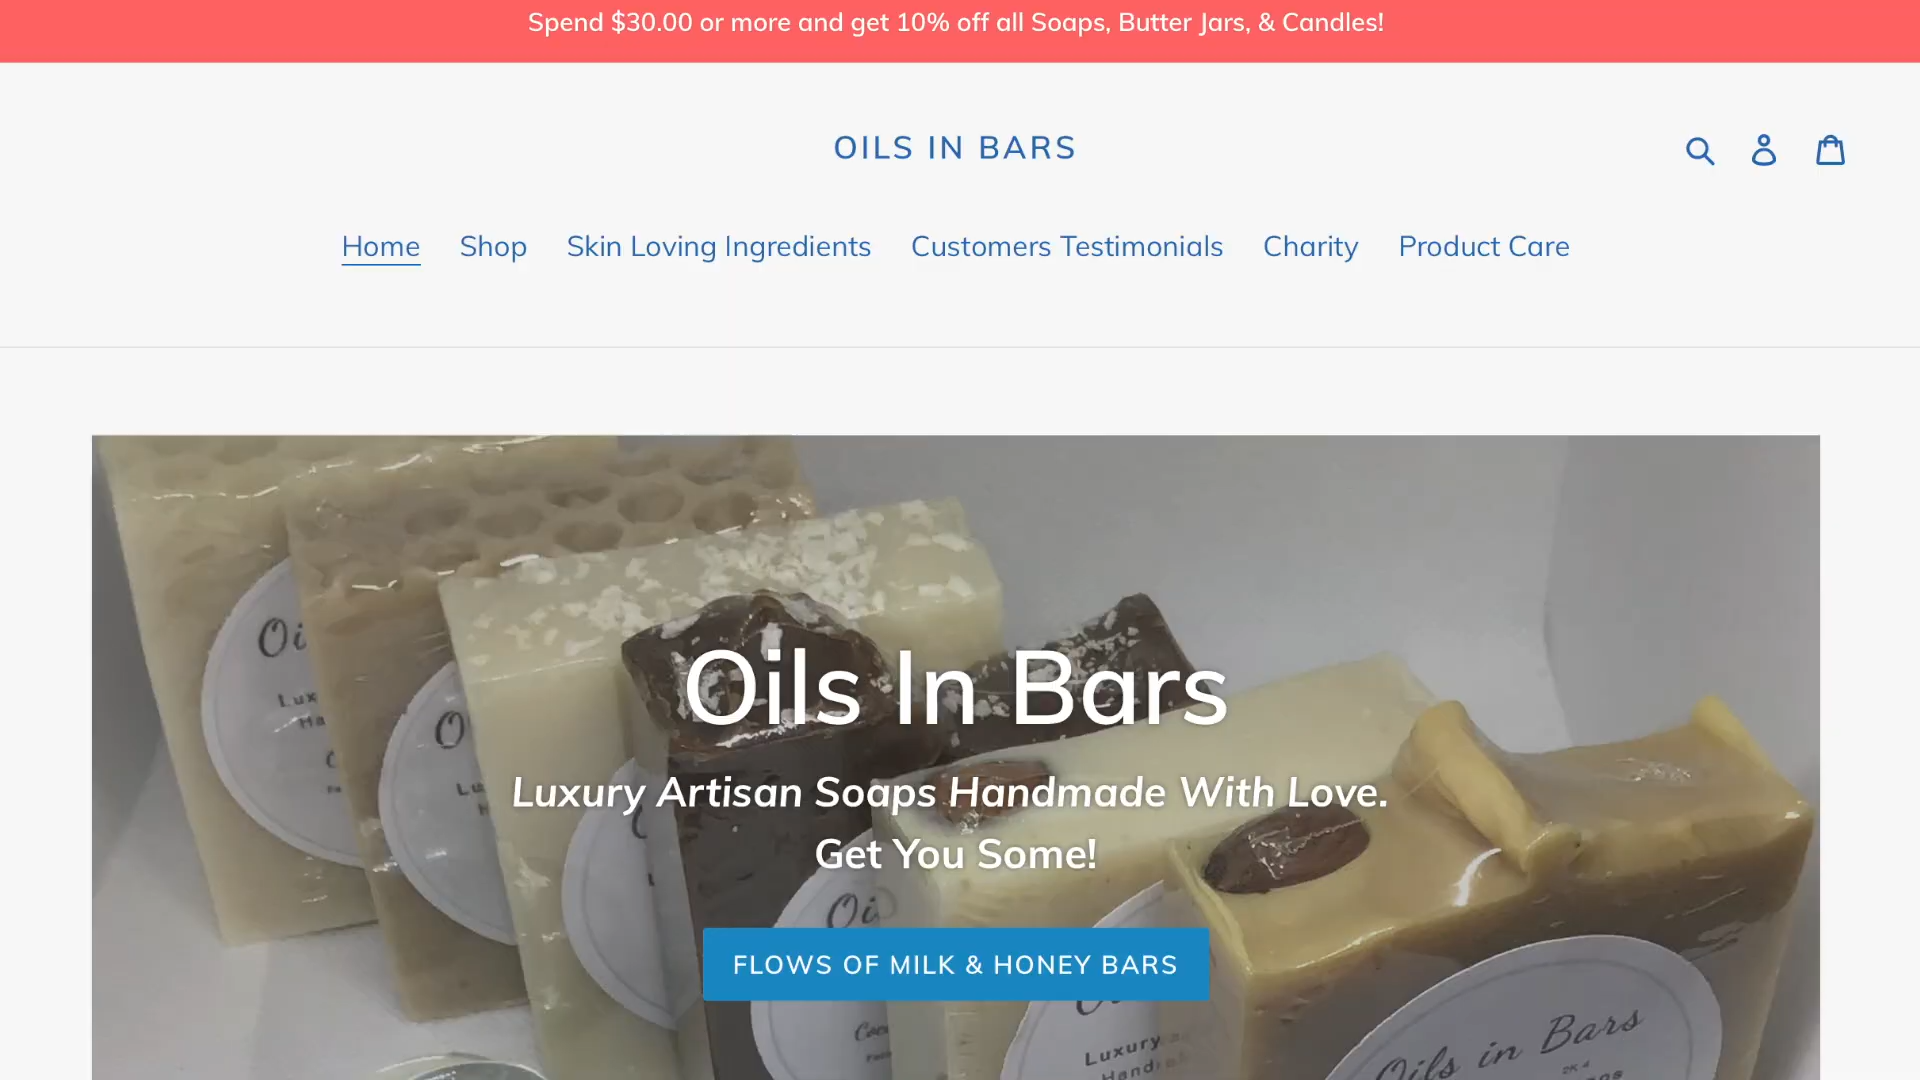 Spend $30.00 or more and get 10% off all Soaps, Butter Jars, & Candles!
OILS IN BARS
Home Shop Skin Loving Ingredients Customers Testimonials Charity Product Care
Oils In Bars
Luxury Artisan Soaps Handmade With Love.
Get You Some!
FLOWS OF MILK & HONEY BARS
Luxury
Oils in Bars